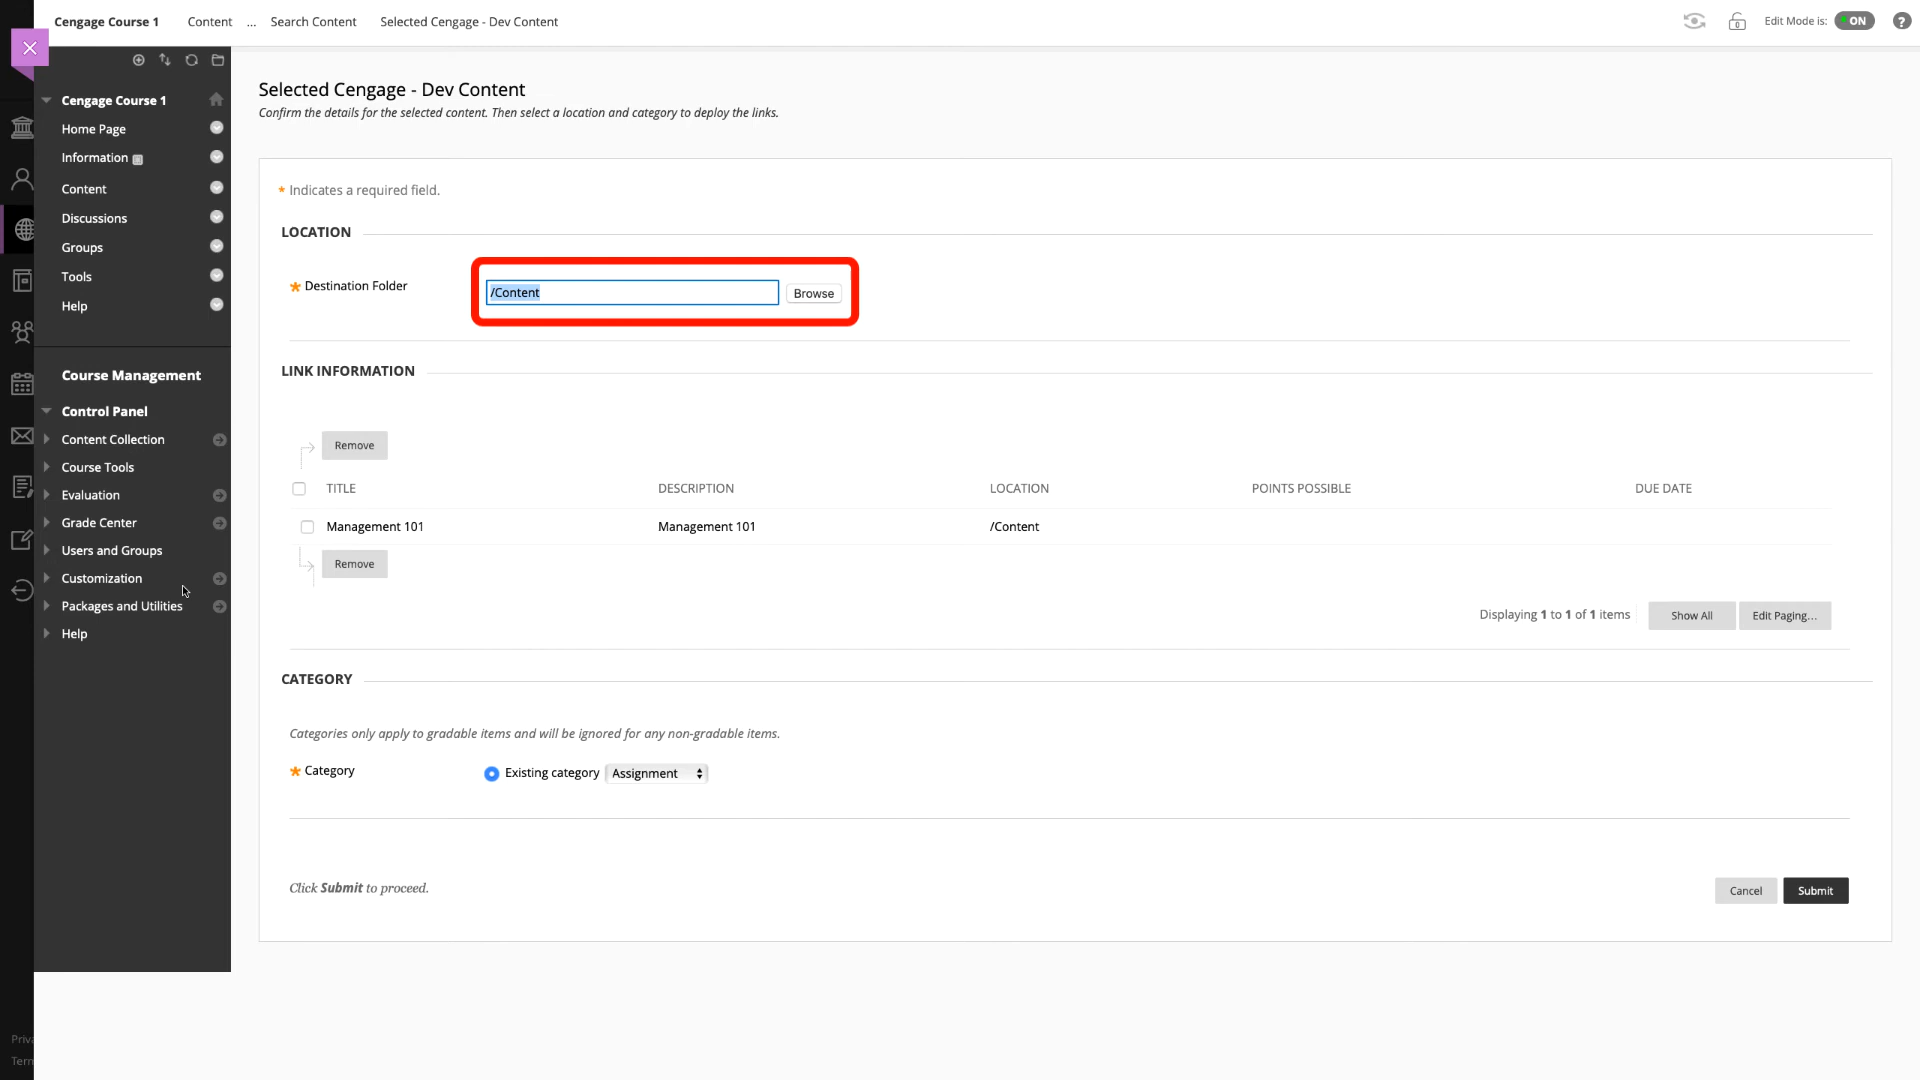 Cengage Course 1 Content ... Search Content Selected Cengage - Dev Content Edit Mode is: ON ?
Cengage Course 1
Home Page
Information
Content
Discussions
Groups
Tools
Help
Course Management
Control Panel
Content Collection
Course Tools
Evaluation
Grade Center
Users and Groups
Customization
Packages and Utilities
Help
Selected Cengage - Dev Content
Confirm the details for the selected content. Then select a location and category to deploy the links.
* Indicates a required field.
LOCATION
* Destination Folder /Content Browse
LINK INFORMATION
Remove
TITLE DESCRIPTION LOCATION POINTS POSSIBLE DUE DATE
Management 101 Management 101 /Content
Remove
Displaying 1 to 1 of 1 items Show All Edit Paging...
CATEGORY
Categories only apply to gradable items and will be ignored for any non-gradable items.
* Category Existing category Assignment
Click Submit to proceed. Cancel Submit